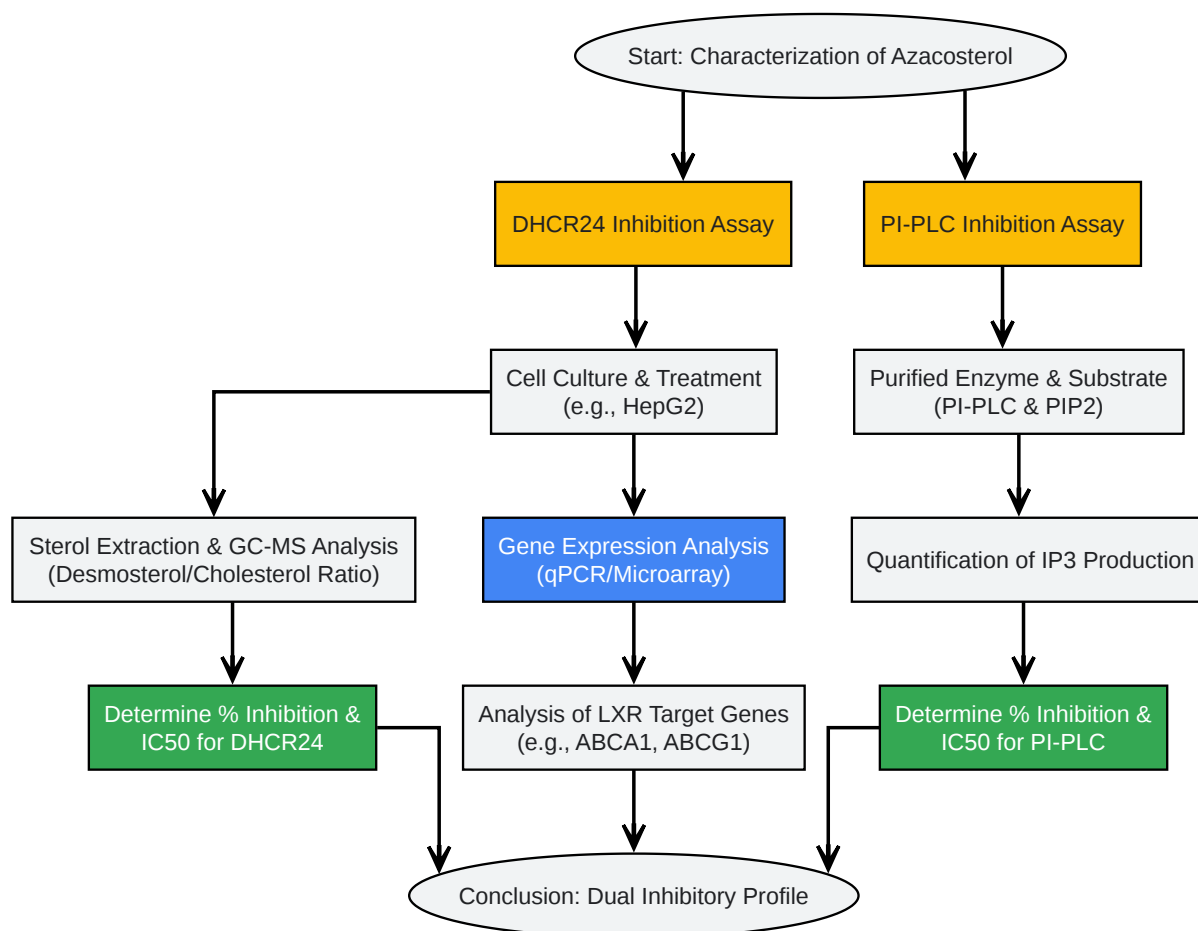 Start: Characterization of Azacosterol
DHCR24 Inhibition Assay
PI-PLC Inhibition Assay
Cell Culture & Treatment
(e.g., HepG2)
Purified Enzyme & Substrate
(PI-PLC & PIP2)
Sterol Extraction & GC-MS Analysis
(Desmosterol/Cholesterol Ratio)
Gene Expression Analysis
(qPCR/Microarray)
Quantification of IP3 Production
Determine % Inhibition &
IC50 for DHCR24
Analysis of LXR Target Genes
(e.g., ABCA1, ABCG1)
Determine % Inhibition &
IC50 for PI-PLC
Conclusion: Dual Inhibitory Profile